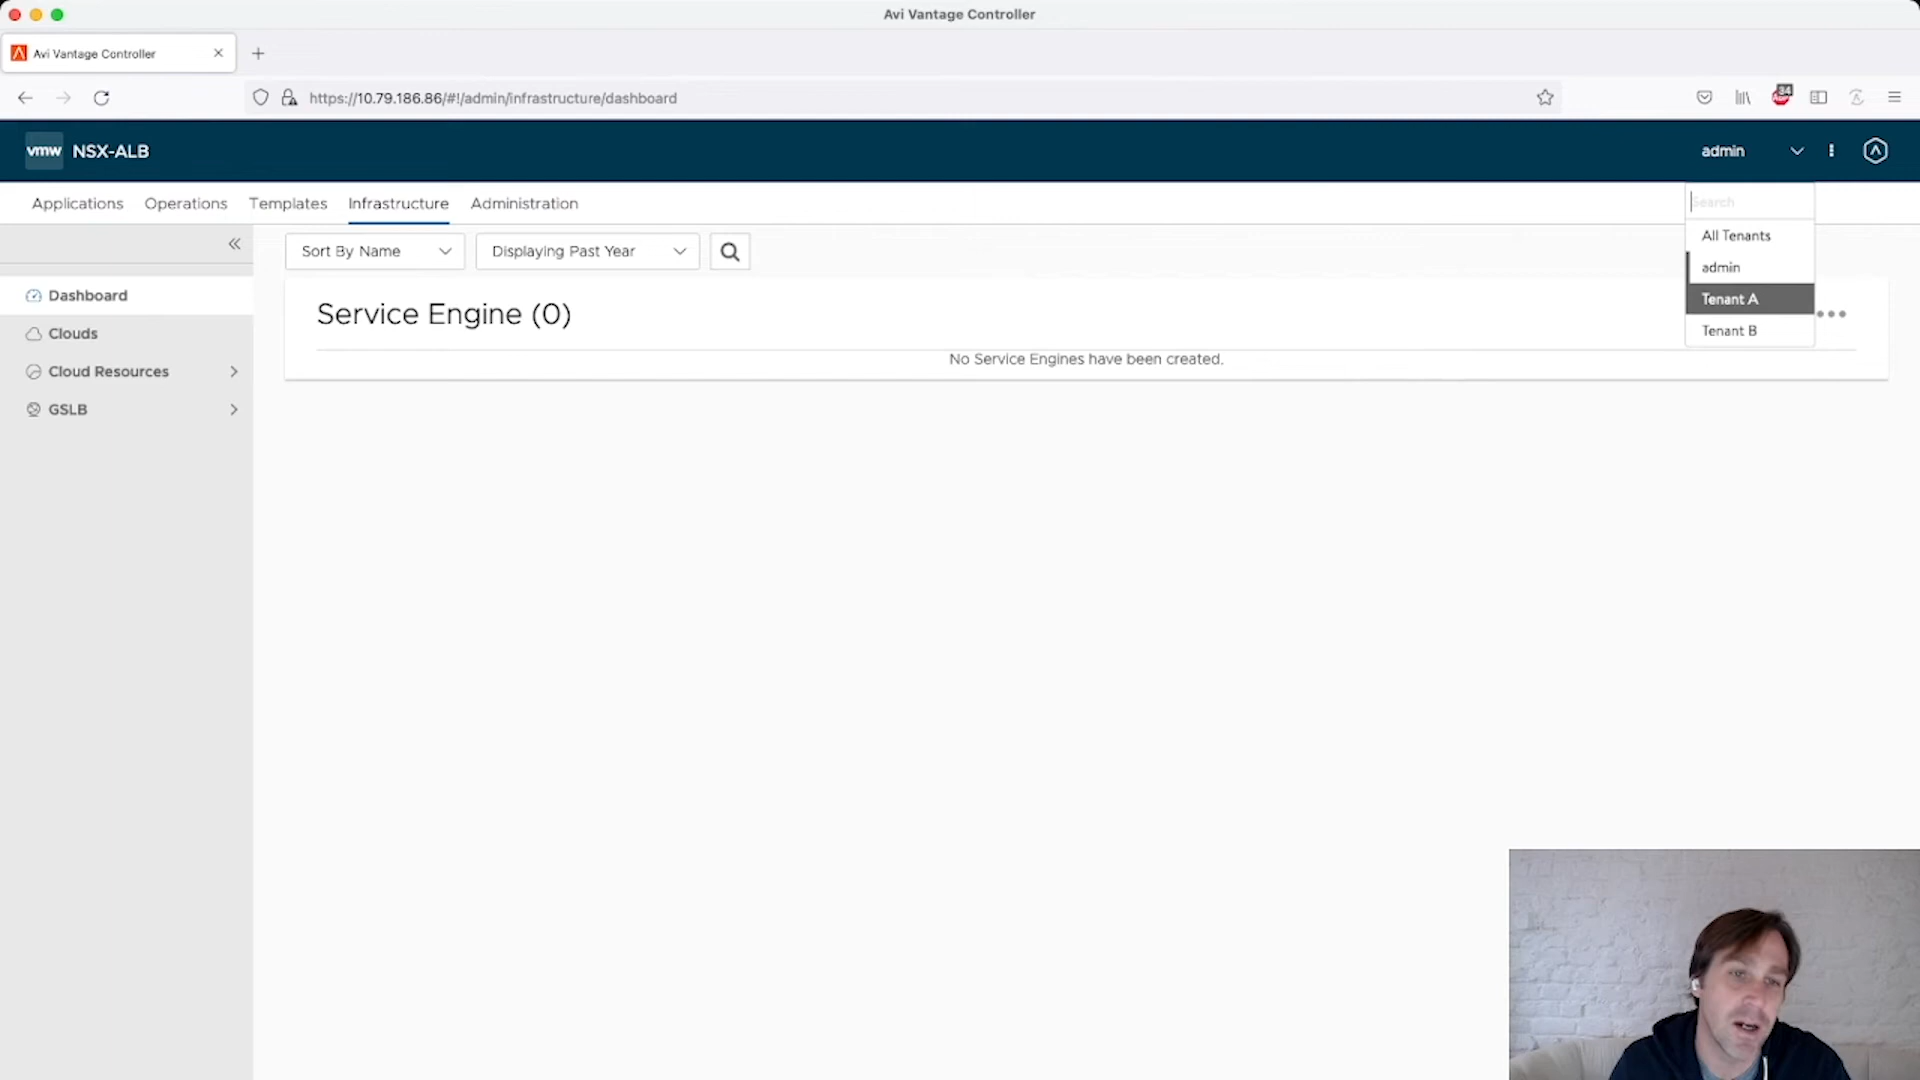 Avi Vantage Controller
Avi Vantage Controller
https://10.79.186.86/#!/admin/infrastructure/dashboard
34
vmw NSX-ALB
admin
Applications Operations Templates Infrastructure Administration
Search
All Tenants
admin
Tenant A
Tenant B
Sort By Name
Displaying Past Year
Dashboard
Clouds
Cloud Resources
GSLB
Service Engine (0)
No Service Engines have been created.